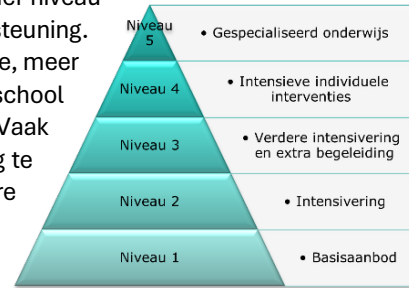 niveau
steuning.
e, meer
school
Vaak
g te
re
Niveau
5
• Gespecialiseerd onderwijs
Niveau 4
• Intensieve individuele
interventies
Niveau 3
• Verdere intensivering
en extra begeleiding
Niveau 2
• Intensivering
Niveau 1
• Basisaanbod